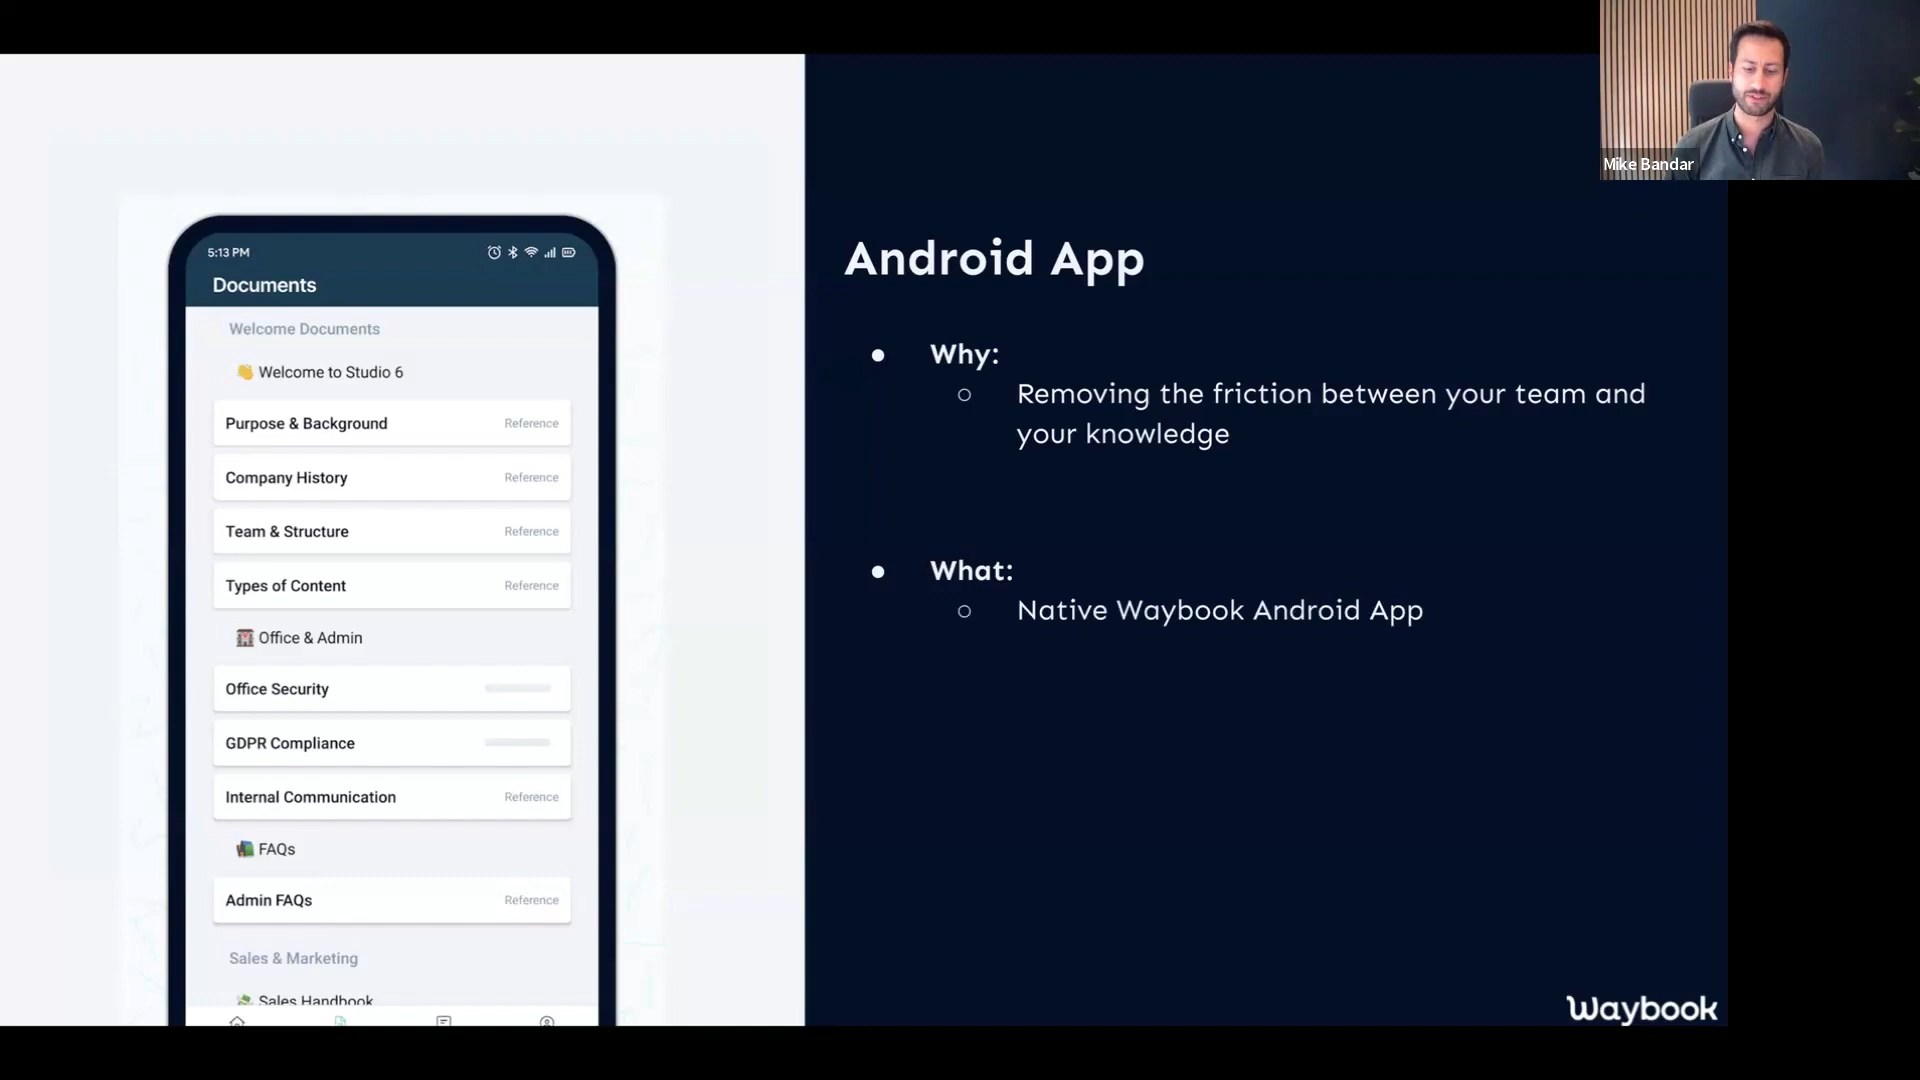 Mike Bandar
5:13 PM
Documents
Welcome Documents
👋 Welcome to Studio 6
Purpose & Background Reference
Company History Reference
Team & Structure Reference
Types of Content Reference
🏤 Office & Admin
Office Security
GDPR Compliance
Internal Communication Reference
📚 FAQs
Admin FAQs Reference
Sales & Marketing
💸 Sales Handbook
Android App
● Why:
○ Removing the friction between your team and
your knowledge
● What:
○ Native Waybook Android App
Waybook